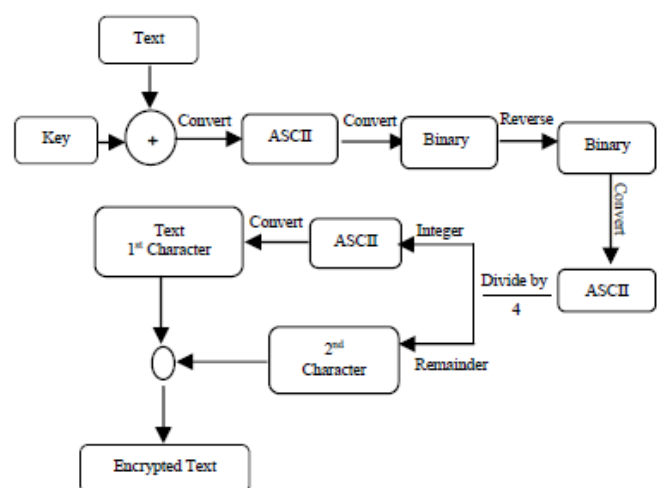 Text
Key
+
Convert
ASCII
Convert
Binary
Reverse
Binary
Convert
ASCII
Divide by
4
Integer
ASCII
Convert
Text
1st Character
Remainder
2nd
Character
Encrypted Text